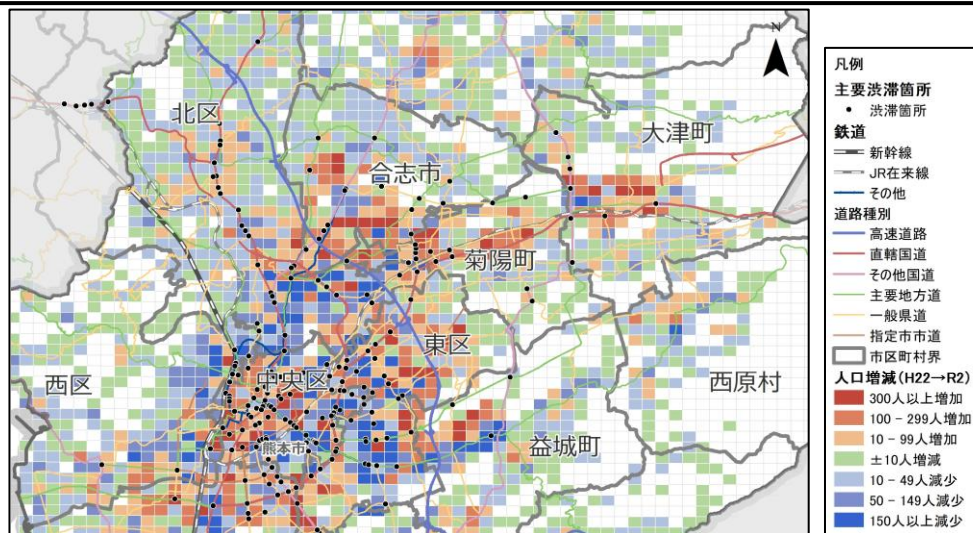 N
北区
大津町
合志市
菊陽町
東区
中央区
西区
西原村
熊本市
益城町
凡例
主要渋滞箇所
渋滞箇所
鉄道
新幹線
JR在来線
その他
道路種別
高速道路
直轄国道
その他国道
主要地方道
一般県道
指定市市道
市区町村界
人口増減(H22→R2)
300人以上増加
100 - 299人増加
10 - 99人増加
±10人増減
10 - 49人減少
50 - 149人減少
150人以上減少